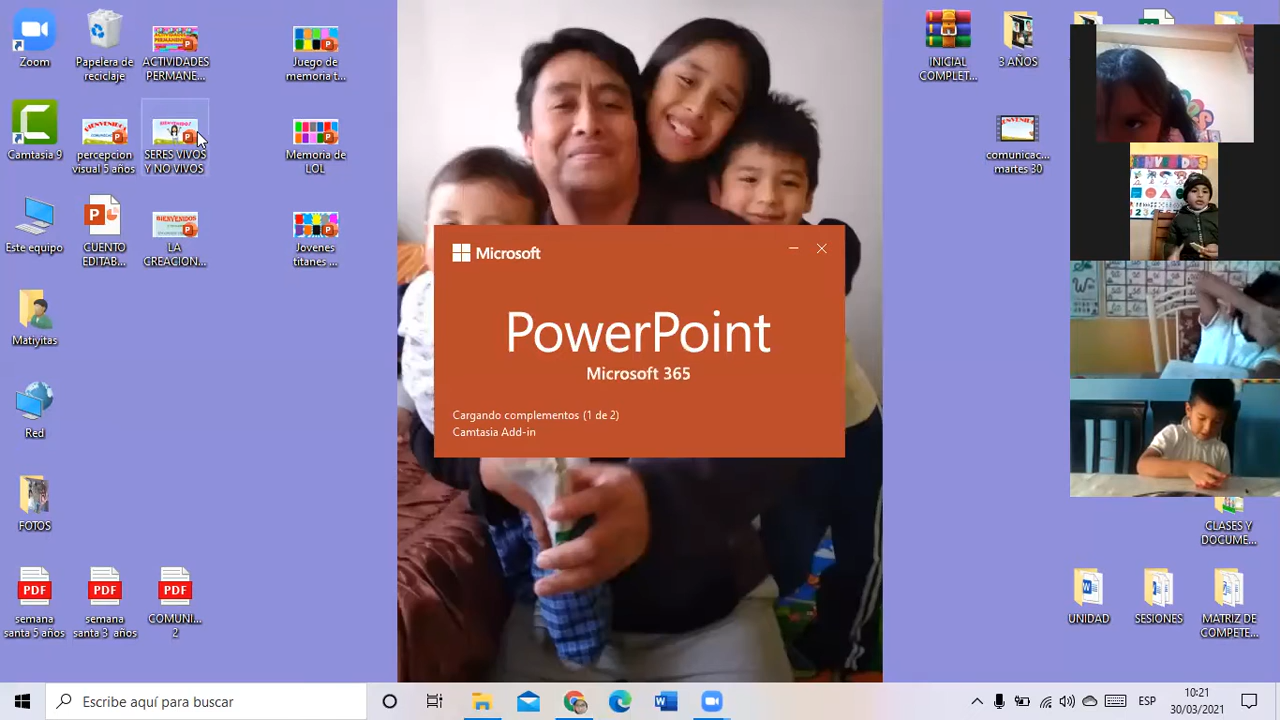 Zoom
Papelera de
reciclaje
ACTIVIDADES
PERMANE...
Juego de
memoria t...
INICIAL
COMPLET...
3 AÑOS
Camtasia 9
percepcion
visual 5 años
SERES VIVOS
Y NO VIVOS
Memoria de
LOL
comunicac...
martes 30
Este equipo
CUENTO
EDITAB...
BIENVENIDOS
LA
CREACION...
Jovenes
titanes ...
Microsoft
PowerPoint
Microsoft 365
Cargando complementos (1 de 2)
Camtasia Add-in
Matiyitas
Red
FOTOS
CLASES Y
DOCUME...
PDF
semana
santa 5 años
PDF
semana
santa 3 años
PDF
COMUNI...
2
UNIDAD
SESIONES
MATRIZ DE
COMPETE...
Escribe aquí para buscar
ESP
10:21
30/03/2021